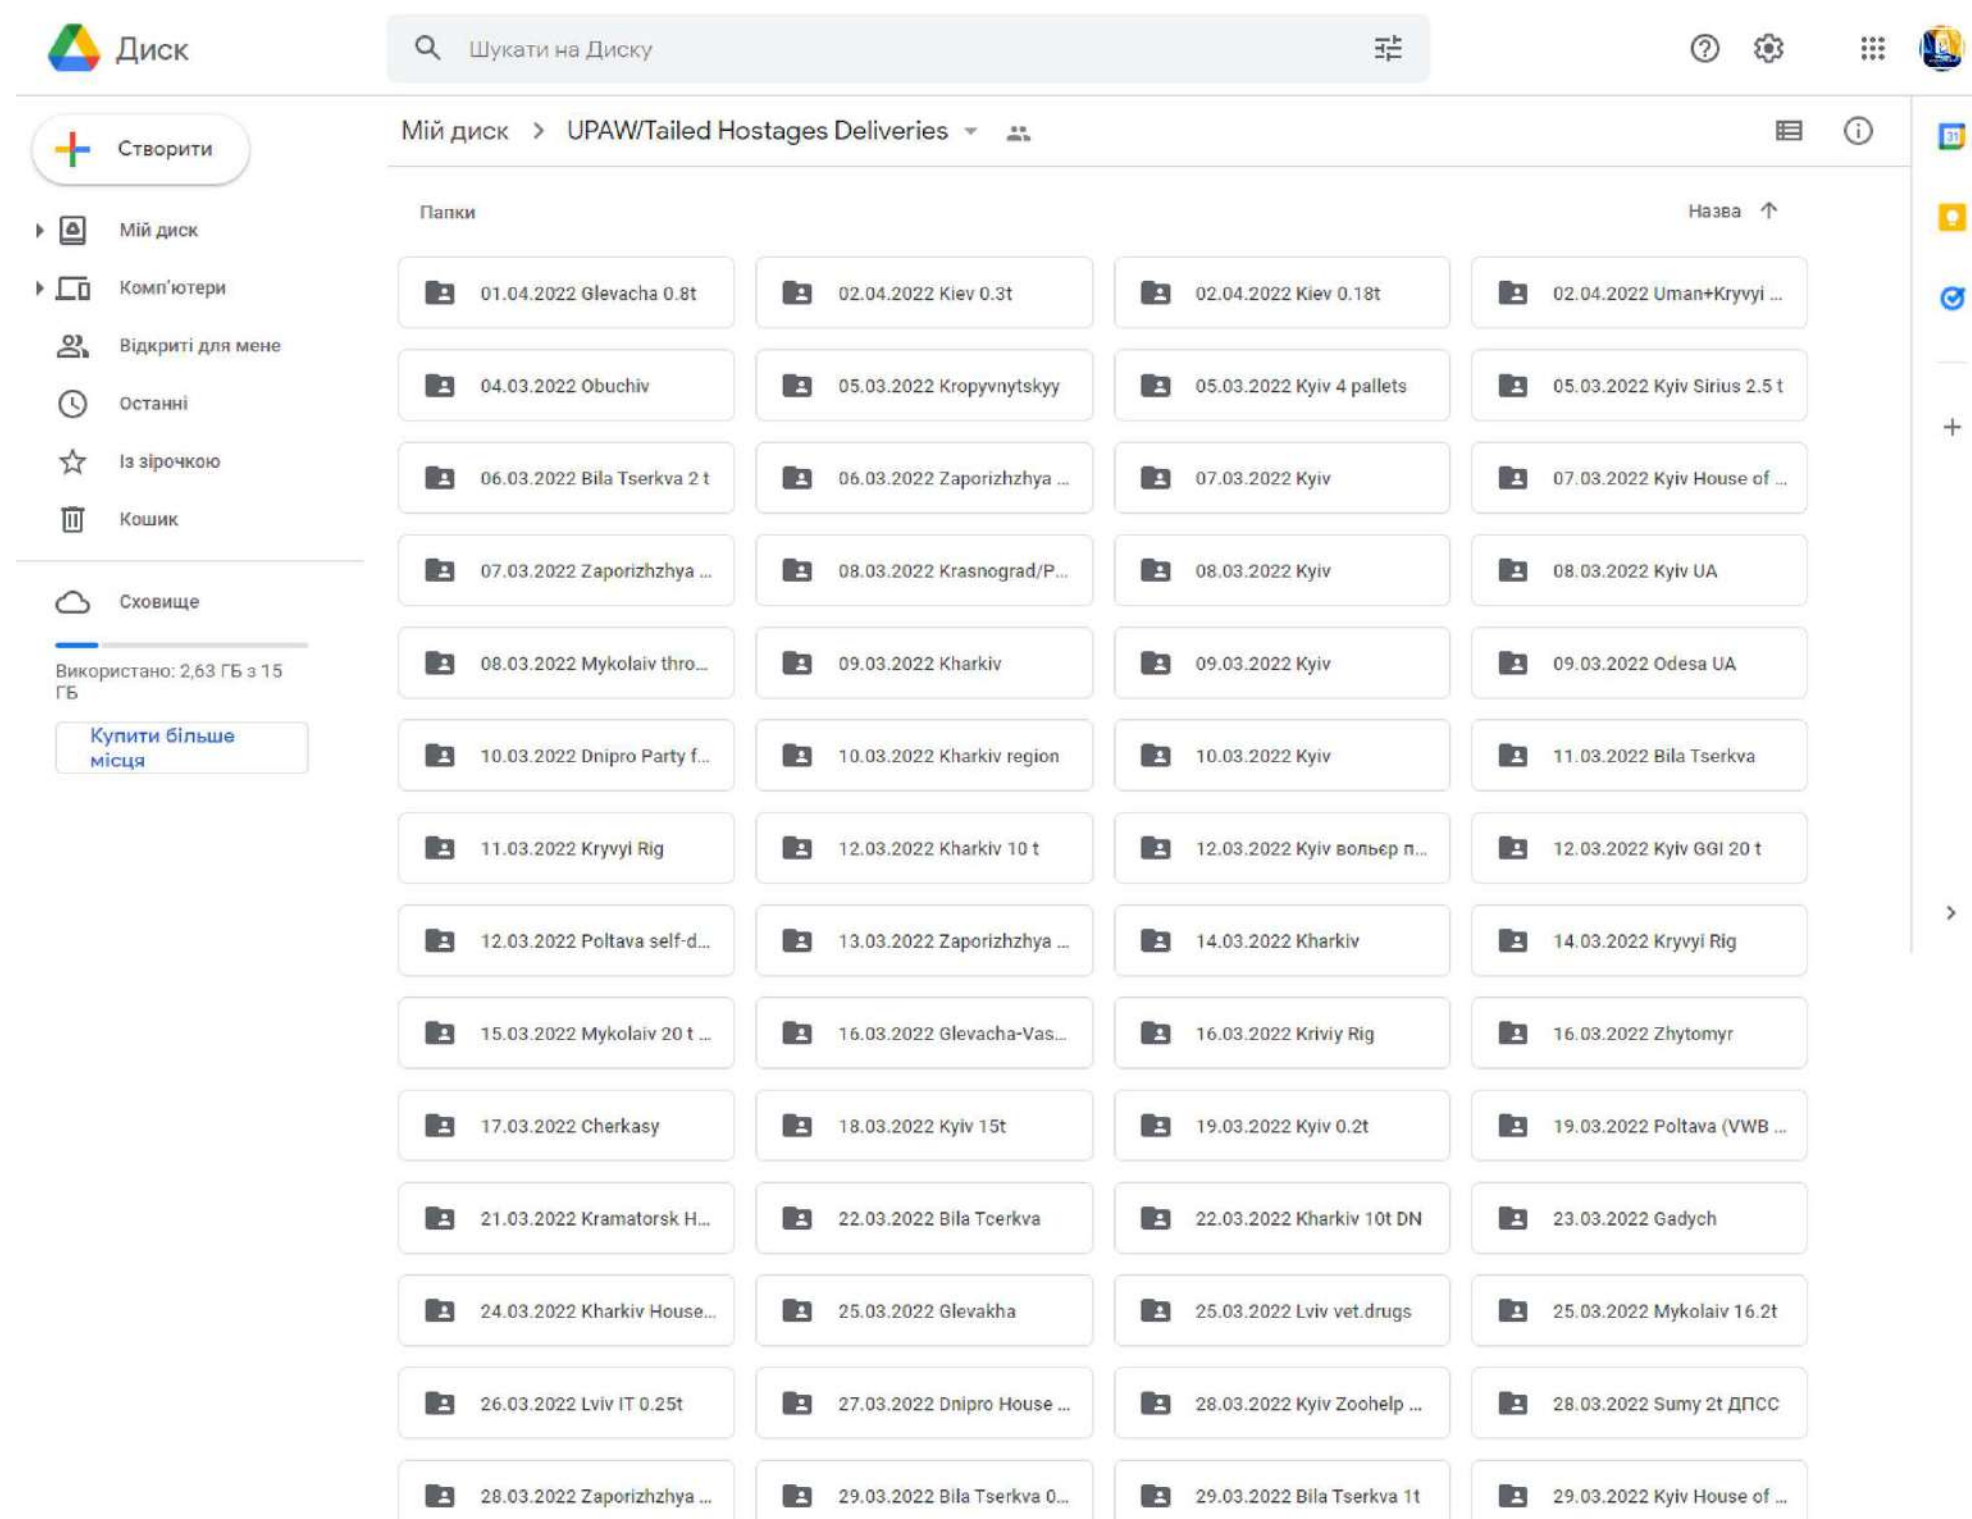 Диск
Шукати на Диску
Створити
Мій диск
Комп'ютери
Відкриті для мене
Останні
Із зірочкою
Кошик
Сховище
Використано: 2,63 ГБ з 15
ГБ
Купити більше
місця
Мій диск > UPAW/Tailed Hostages Deliveries
31
Папки
Назва
01.04.2022 Glevacha 0.8t
02.04.2022 Kiev 0.3t
02.04.2022 Kiev 0.18t
02.04.2022 Uman+Kryvyi ...
04.03.2022 Obuchiv
05.03.2022 Kropyvnytskyy
05.03.2022 Kyiv 4 pallets
05.03.2022 Kyiv Sirius 2.5 t
06.03.2022 Bila Tserkva 2 t
06.03.2022 Zaporizhzhya ...
07.03.2022 Kyiv
07.03.2022 Kyiv House of ...
07.03.2022 Zaporizhzhya ...
08.03.2022 Krasnograd/P...
08.03.2022 Kyiv
08.03.2022 Kyiv UA
08.03.2022 Mykolaiv thro...
09.03.2022 Kharkiv
09.03.2022 Kyiv
09.03.2022 Odesa UA
10.03.2022 Dnipro Party f...
10.03.2022 Kharkiv region
10.03.2022 Kyiv
11.03.2022 Bila Tserkva
11.03.2022 Kryvyi Rig
12.03.2022 Kharkiv 10 t
12.03.2022 Kyiv вольєр п...
12.03.2022 Kyiv GGI 20 t
12.03.2022 Poltava self-d...
13.03.2022 Zaporizhzhya ...
14.03.2022 Kharkiv
14.03.2022 Kryvyi Rig
15.03.2022 Mykolaiv 20 t ...
16.03.2022 Glevacha-Vas...
16.03.2022 Kriviy Rig
16.03.2022 Zhytomyr
17.03.2022 Cherkasy
18.03.2022 Kyiv 15t
19.03.2022 Kyiv 0.2t
19.03.2022 Poltava (VWB ...
21.03.2022 Kramatorsk H...
22.03.2022 Bila Tcerkva
22.03.2022 Kharkiv 10t DN
23.03.2022 Gadych
24.03.2022 Kharkiv House...
25.03.2022 Glevakha
25.03.2022 Lviv vet.drugs
25.03.2022 Mykolaiv 16.2t
26.03.2022 Lviv IT 0.25t
27.03.2022 Dnipro House ...
28.03.2022 Kyiv Zoohelp ...
28.03.2022 Sumy 2t ДПСС
28.03.2022 Zaporizhzhya ...
29.03.2022 Bila Tserkva 0...
29.03.2022 Bila Tserkva 1t
29.03.2022 Kyiv House of ...